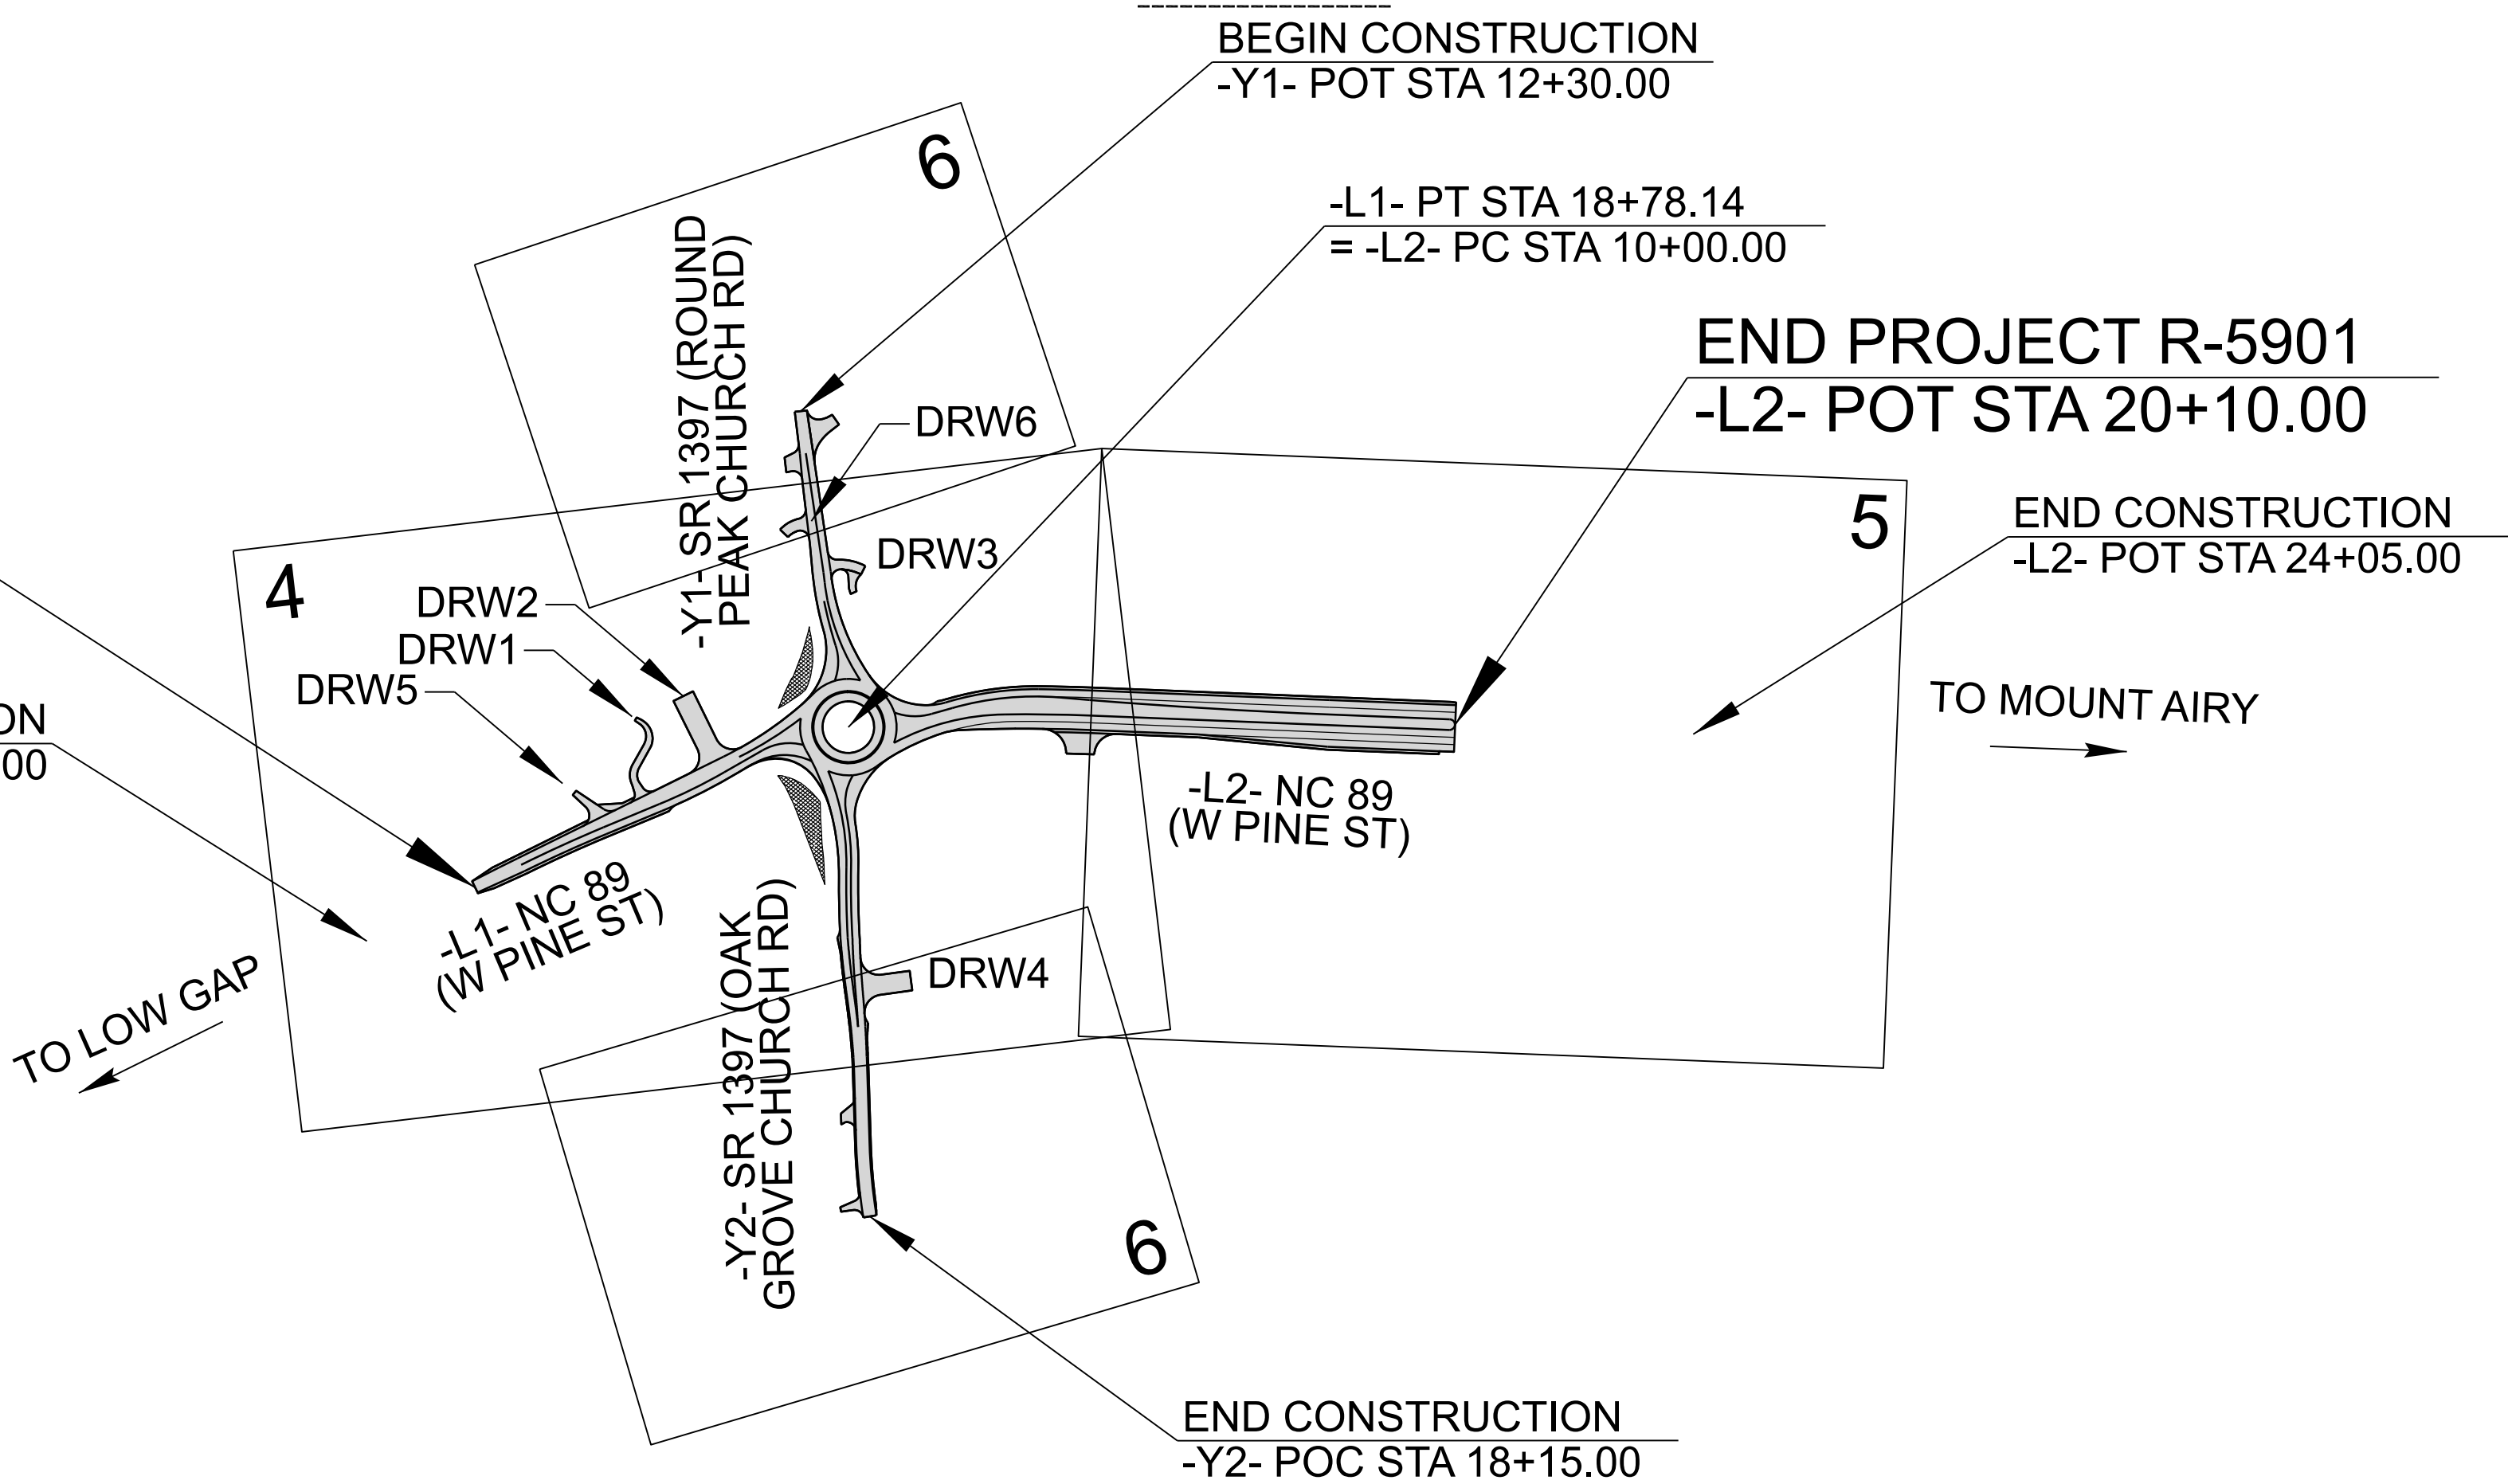 BEGIN CONSTRUCTION
-Y1- POT STA 12+30.00
6
-L1- PT STA 18+78.14
= -L2- PC STA 10+00.00
-Y1- SR 1397 (ROUND
PEAK CHURCH RD)
END PROJECT R-5901
-L2- POT STA 20+10.00
DRW6
5
END CONSTRUCTION
-L2- POT STA 24+05.00
DRW3
4
DRW2
DRW1
DRW5
TO MOUNT AIRY
ON
00
-L2- NC 89
(W PINE ST)
-L1- NC 89
(W PINE ST)
TO LOW GAP
-Y2- SR 1397 (OAK
GROVE CHURCH RD)
DRW4
6
END CONSTRUCTION
-Y2- POC STA 18+15.00